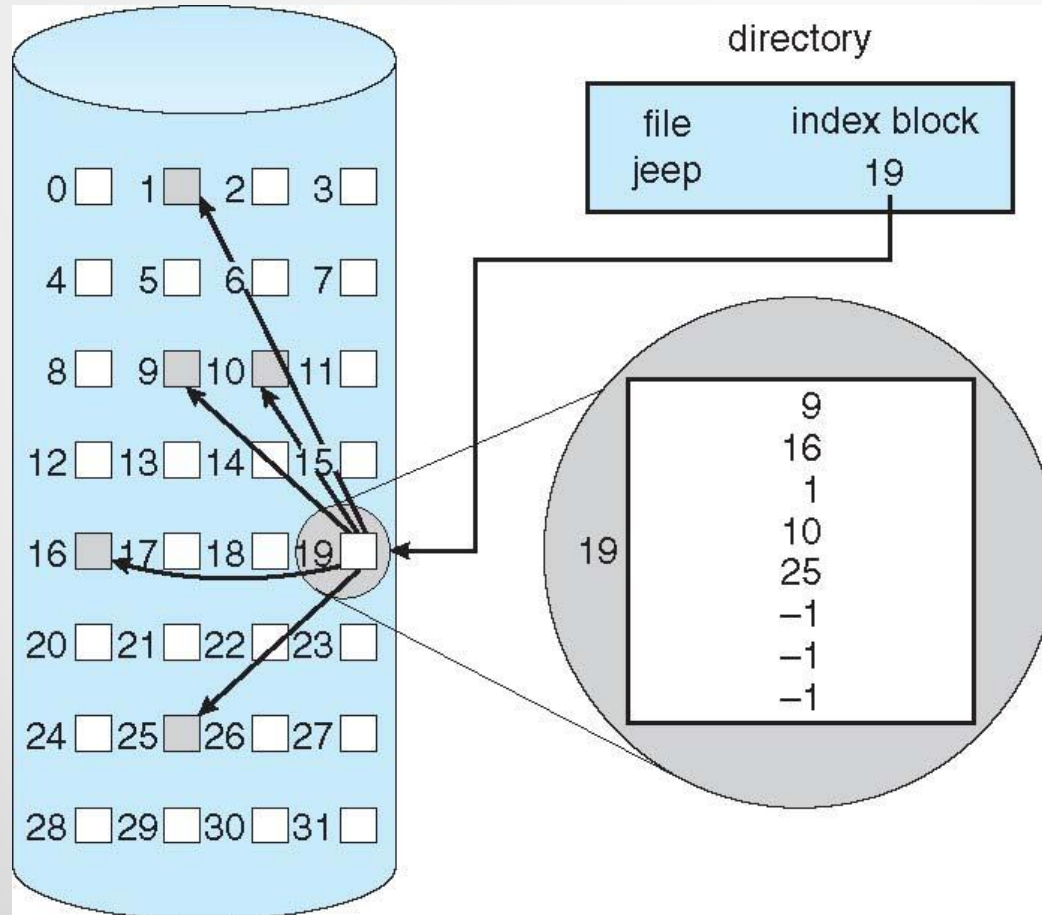 directory
file index block
jeep 19
0 1 2 3
4 5 6 7
8 9 10 11
12 13 14 15
16 17 18 19
20 21 22 23
24 25 26 27
28 29 30 31
19
9
16
1
10
25
–1
–1
–1